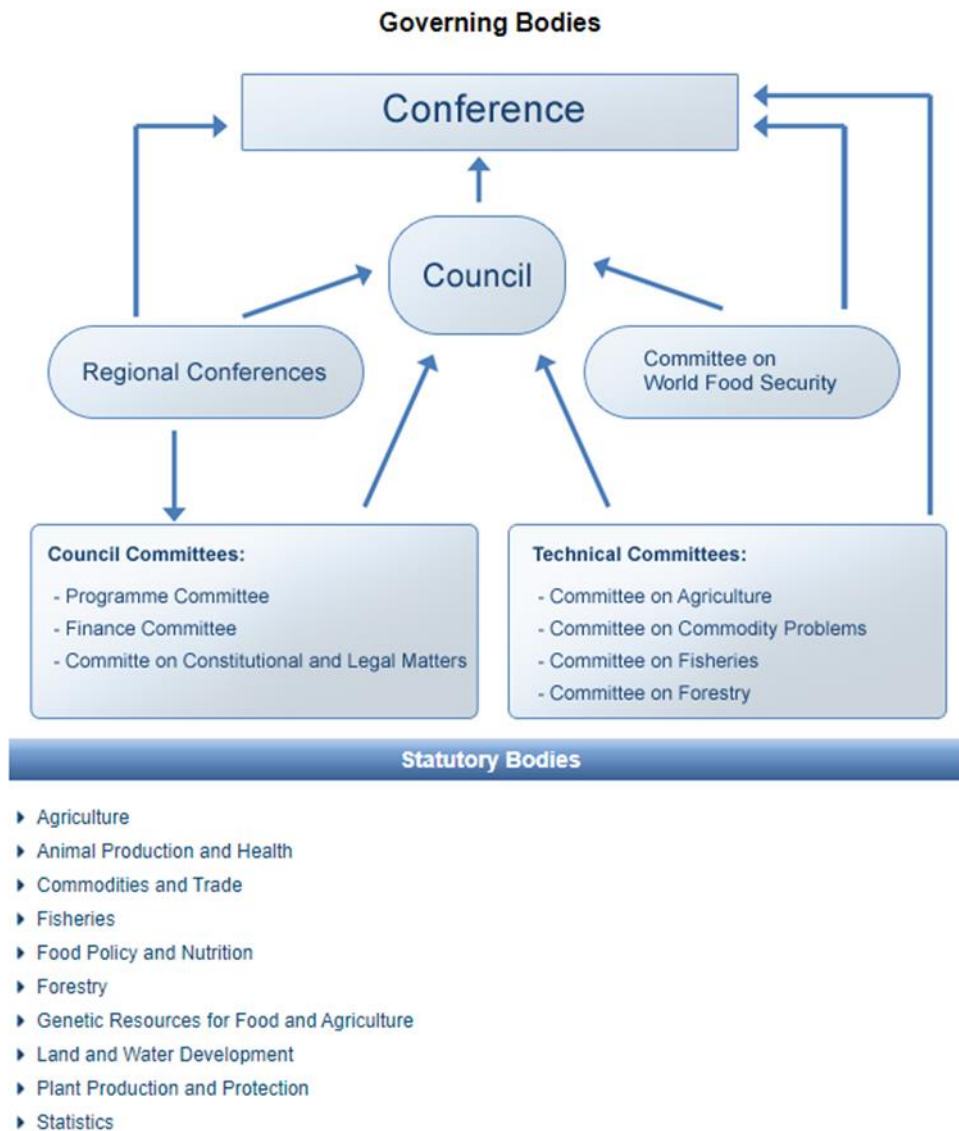 Governing Bodies
Conference
Council
Regional Conferences
Committee on
World Food Security
Council Committees:
- Programme Committee
- Finance Committee
- Committe on Constitutional and Legal Matters
Technical Committees:
- Committee on Agriculture
- Committee on Commodity Problems
- Committee on Fisheries
- Committee on Forestry
Statutory Bodies
Agriculture
Animal Production and Health
Commodities and Trade
Fisheries
Food Policy and Nutrition
Forestry
Genetic Resources for Food and Agriculture
Land and Water Development
Plant Production and Protection
Statistics